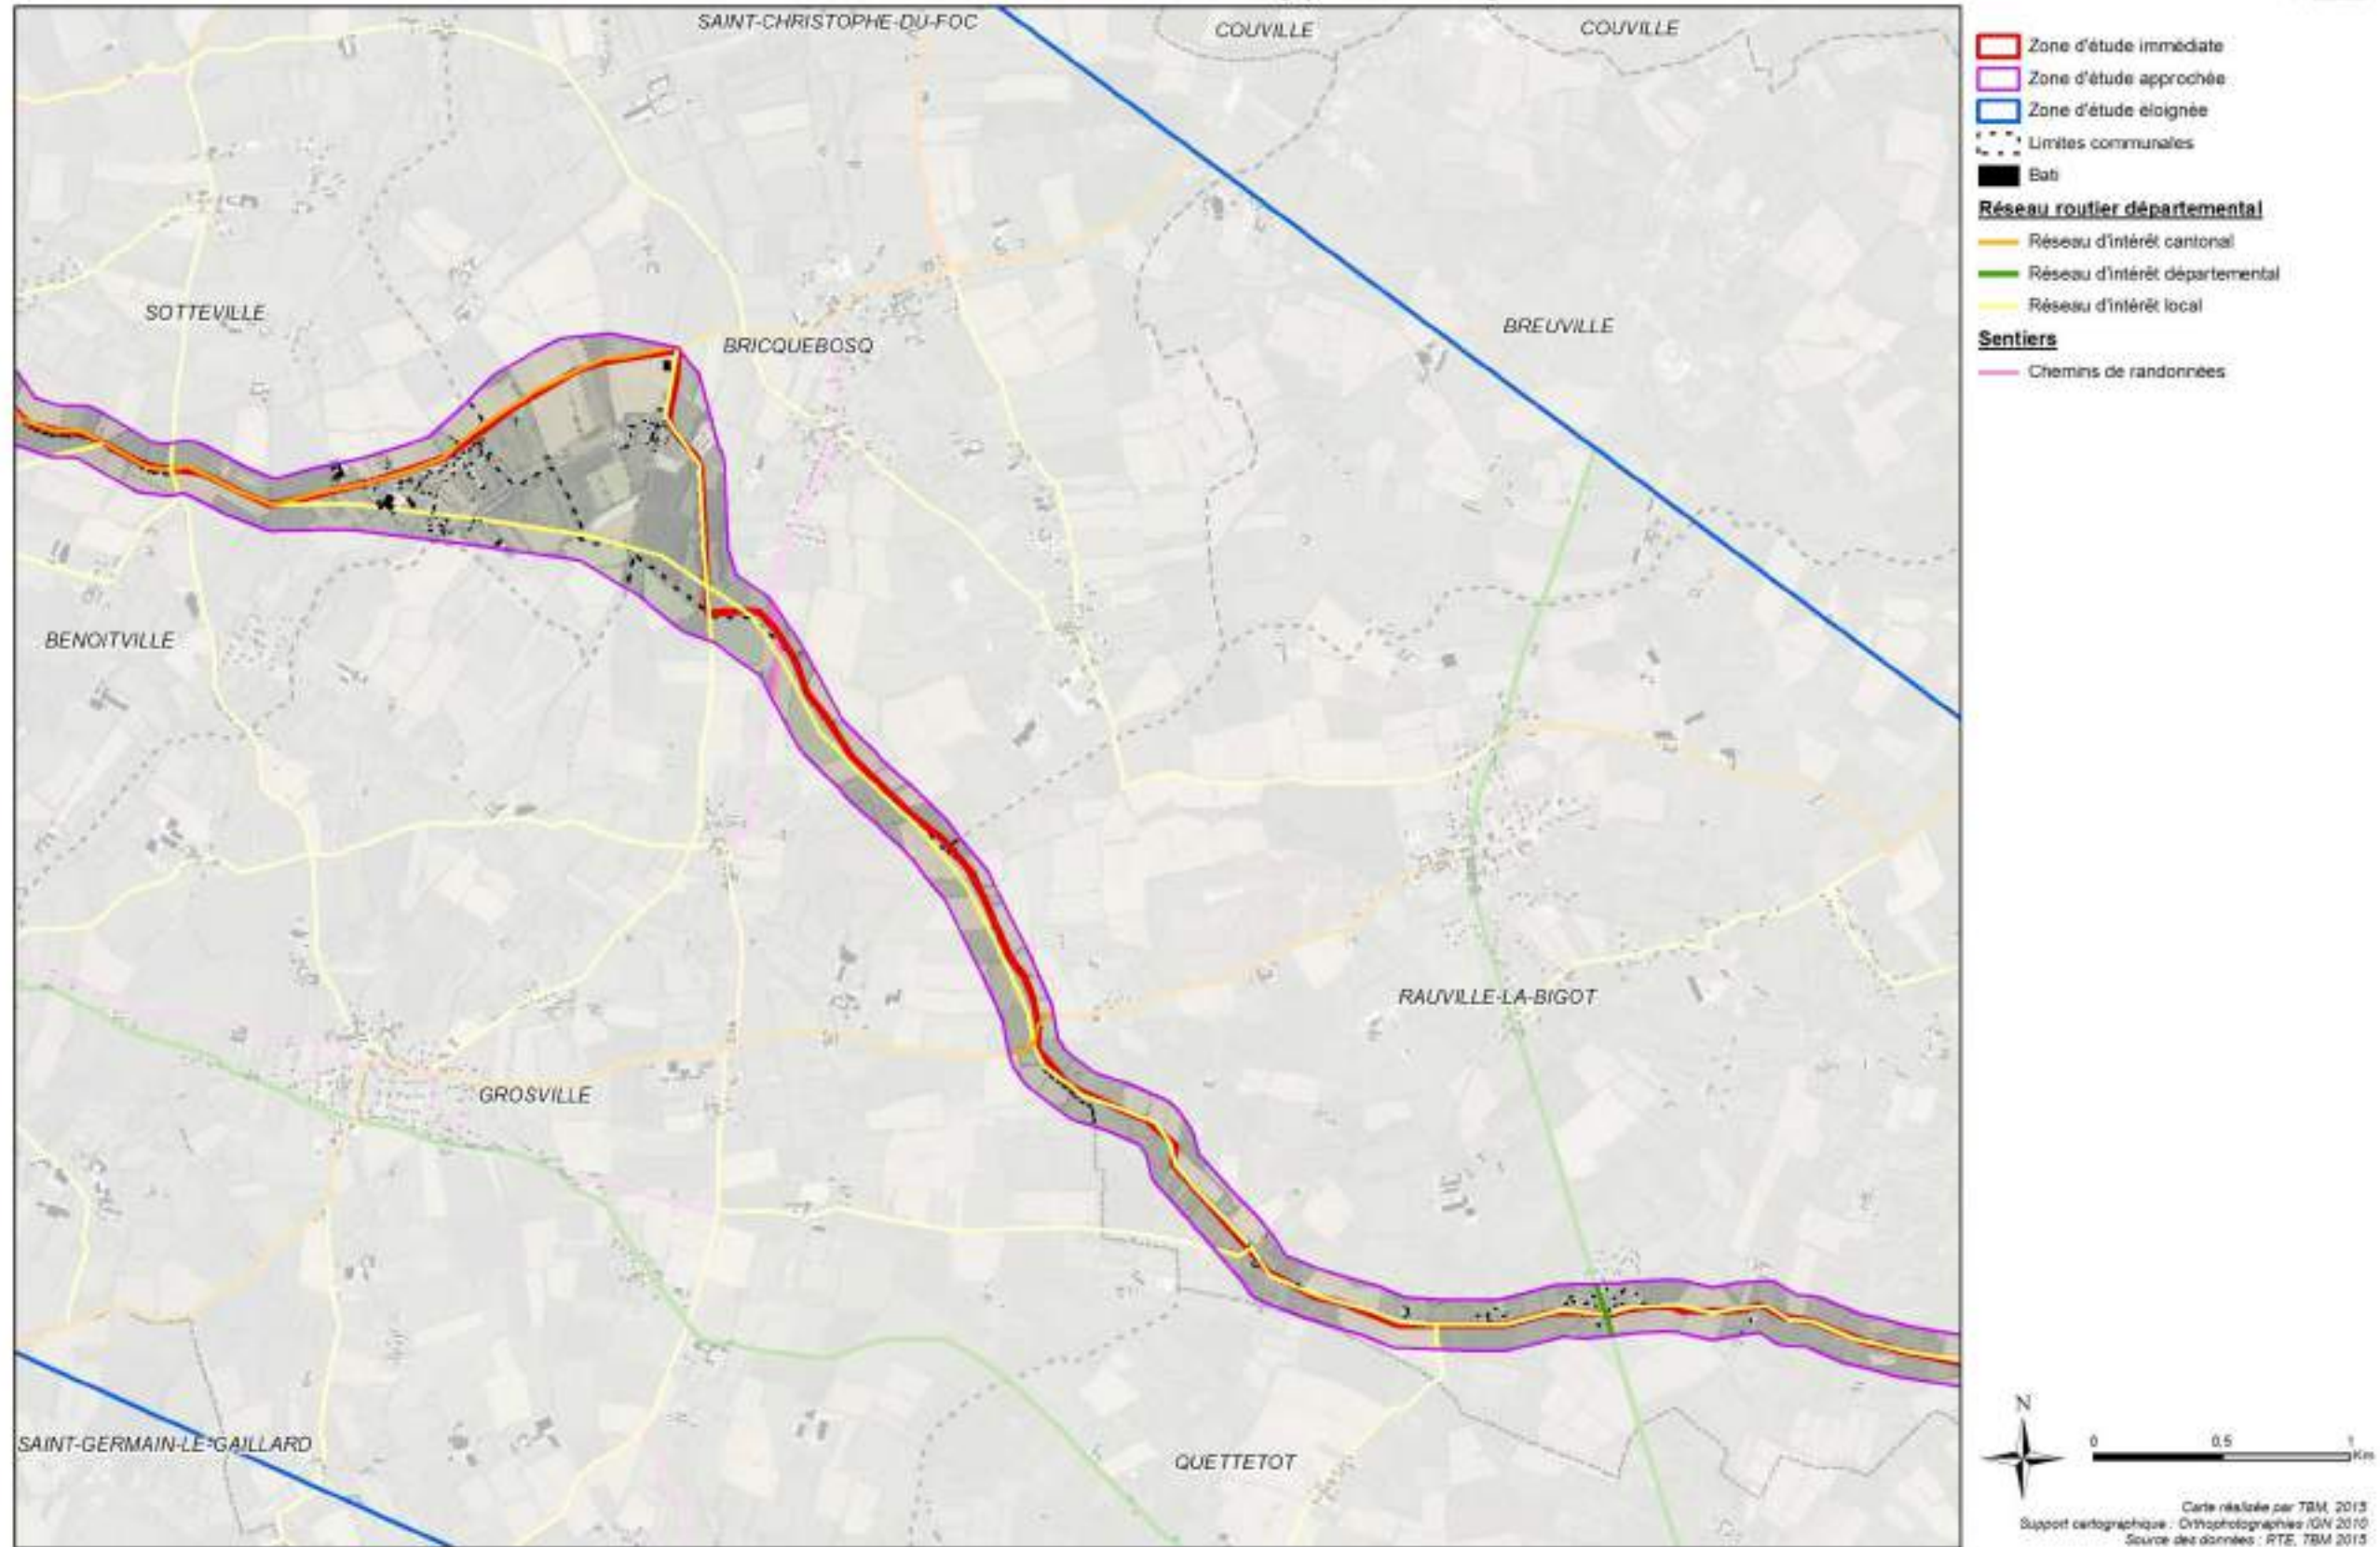 SAINT-CHRISTOPHE-DU-FOC
COUVILLE
COUVILLE
SOTTEVILLE
BRICQUEBOSQ
BREUVILLE
BENOITVILLE
RAUVILLE-LA-BIGOT
GROSVILLE
SAINT-GERMAIN-LE-GAILLARD
QUETTETOT
Zone d'étude immédiate
Zone d'étude approchée
Zone d'étude éloignée
Limites communales
Bati
Réseau routier départemental
Réseau d'intérêt cantonal
Réseau d'intérêt départemental
Réseau d'intérêt local
Sentiers
Chemins de randonnées
N
0 0.5 1
Km
Carte réalisée par TBM, 2015
Support cartographique : Orthophotographies IGN 2010
Source des données : RTE, TBM 2015